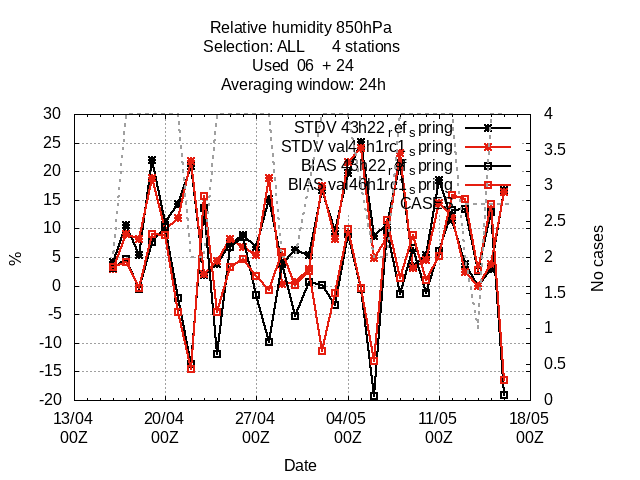 Relative humidity 850hPa
Selection: ALL 4 stations
Used 06 + 24
Averaging window: 24h
30
25
20
15
10
5
0
-5
-10
-15
-20
4
3.5
3
2.5
2
1.5
1
0.5
0
STDV 43h22_ref_spring
STDV val46h1rc1_spring
BIAS 43h22_ref_spring
BIAS val46h1rc1_spring
CASES
%
No cases
13/04 20/04 27/04 04/05 11/05 18/05
00Z 00Z 00Z 00Z 00Z 00Z
Date